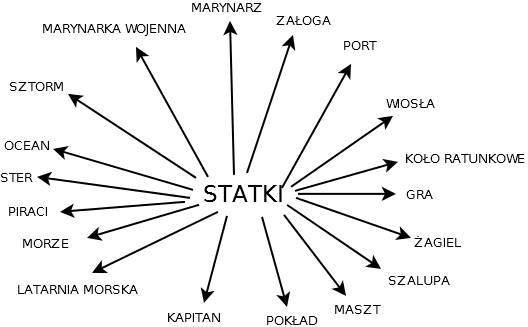 MARYNARZ
ZAŁOGA
MARYNARKA WOJENNA
PORT
SZTORM
WIOSŁA
OCEAN
KOŁO RATUNKOWE
STER
STATKI
GRA
PIRACI
MORZE
ŻAGIEL
SZALUPA
LATARNIA MORSKA
MASZT
KAPITAN
POKŁAD